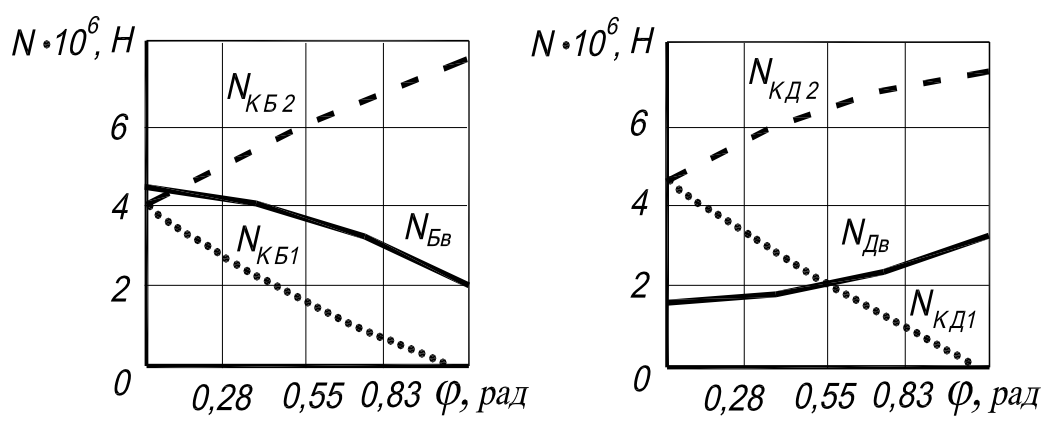 N•10⁶, Н
N_КБ2
6
4
N_Бв
N_КБ1
2
0
0,28 0,55 0,83 φ, рад
N•10⁶, Н
N_КД2
6
4
N_Дв
2
N_КД1
0
0,28 0,55 0,83 φ, рад